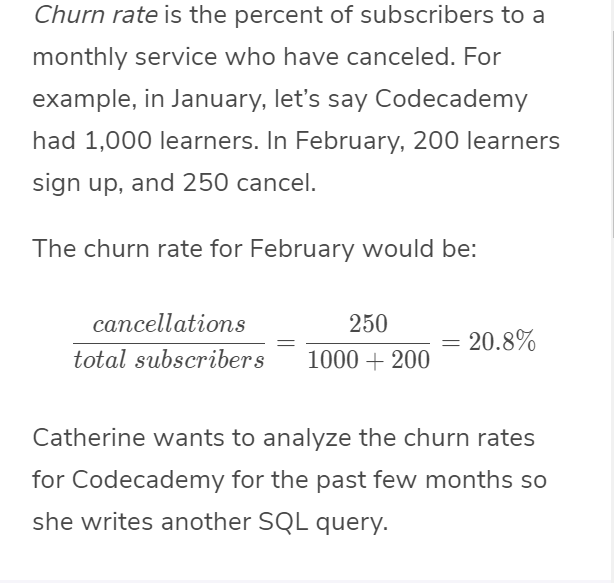 Churn rate is the percent of subscribers to a
monthly service who have canceled. For
example, in January, let’s say Codecademy
had 1,000 learners. In February, 200 learners
sign up, and 250 cancel.
The churn rate for February would be:
cancellations / total subscribers = 250 / 1000 + 200 = 20.8%
Catherine wants to analyze the churn rates
for Codecademy for the past few months so
she writes another SQL query.